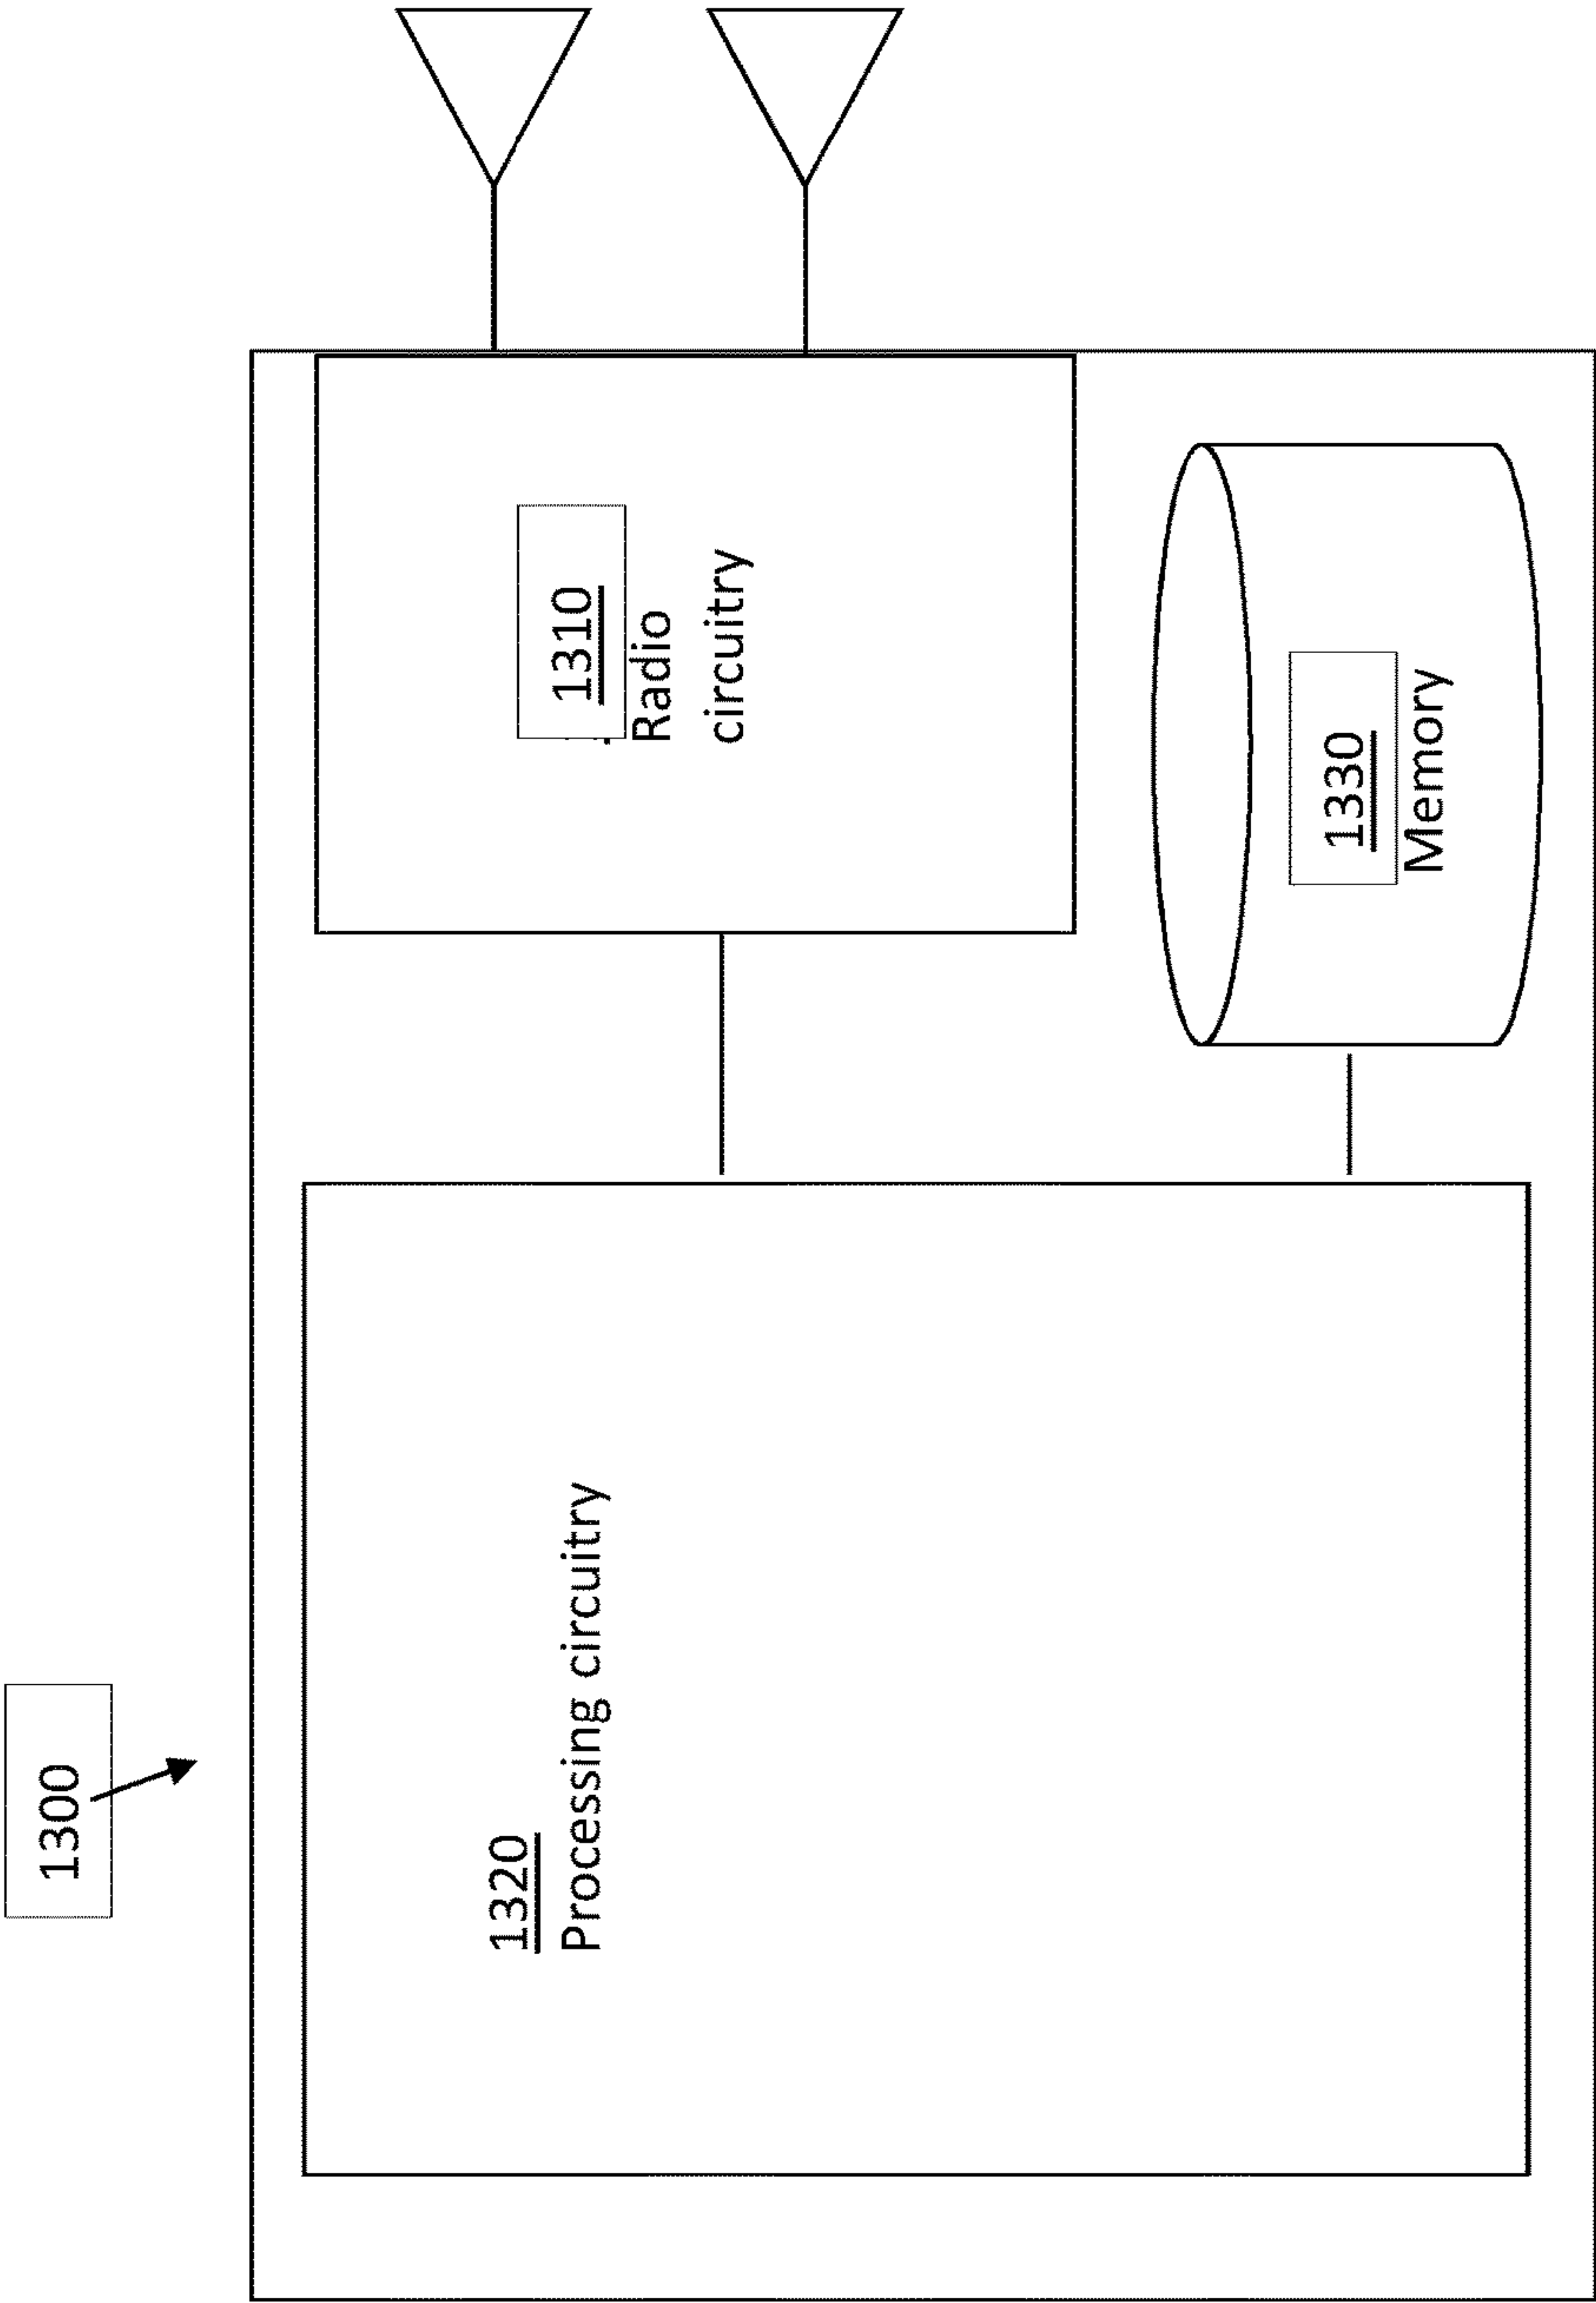 1300
1320
Processing circuitry
1310
Radio
circuitry
1330
Memory